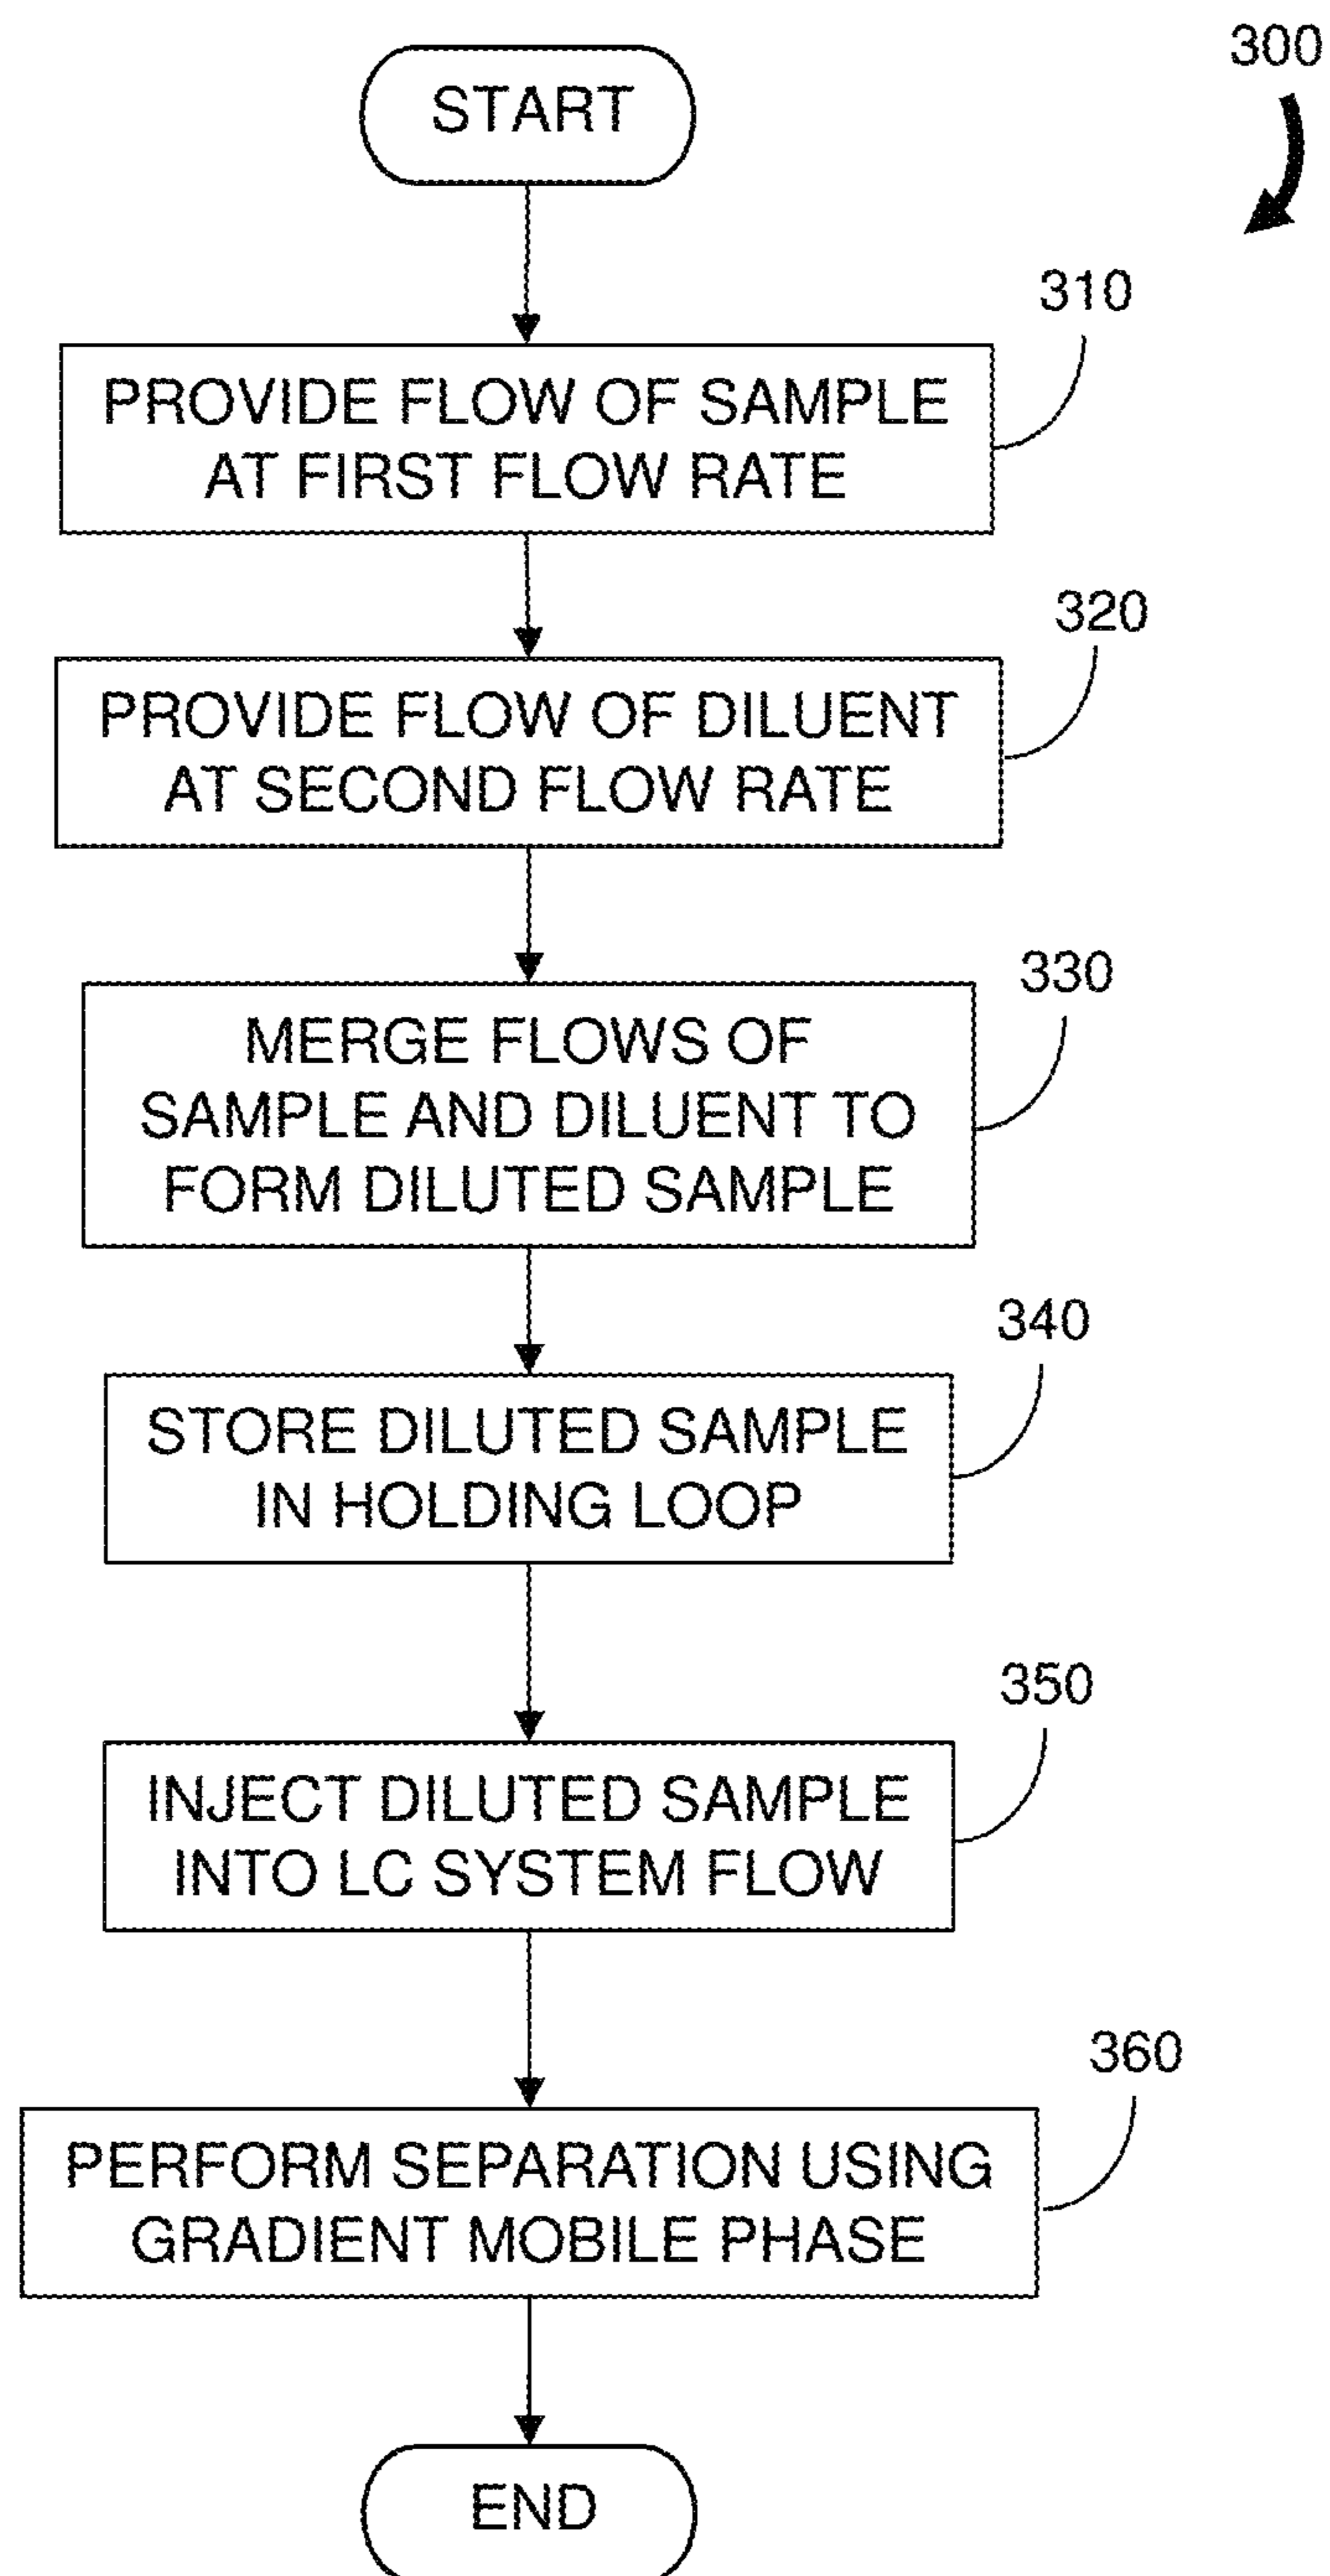 300
START
310
PROVIDE FLOW OF SAMPLE
AT FIRST FLOW RATE
320
PROVIDE FLOW OF DILUENT
AT SECOND FLOW RATE
330
MERGE FLOWS OF
SAMPLE AND DILUENT TO
FORM DILUTED SAMPLE
340
STORE DILUTED SAMPLE
IN HOLDING LOOP
350
INJECT DILUTED SAMPLE
INTO LC SYSTEM FLOW
360
PERFORM SEPARATION USING
GRADIENT MOBILE PHASE
END